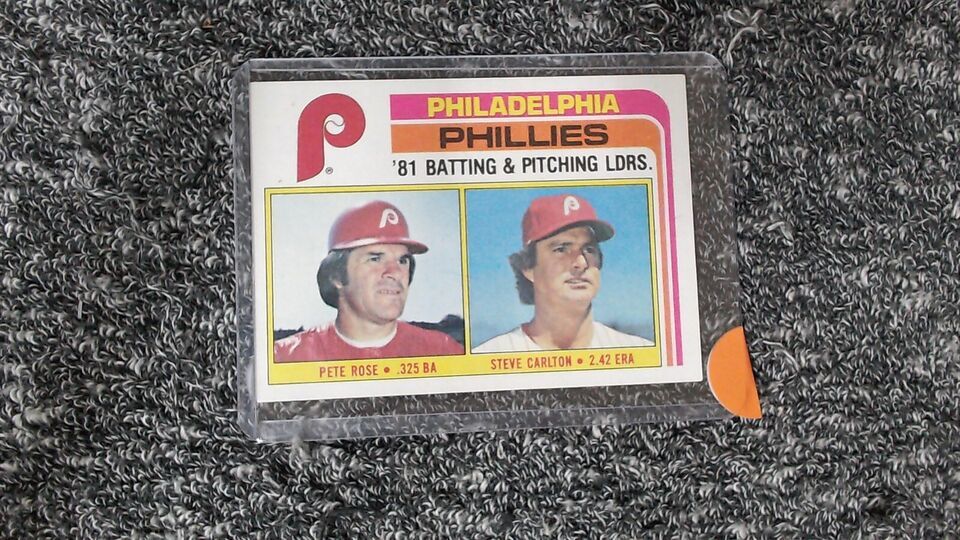 P
®
PHILADELPHIA
PHILLIES
'81 BATTING & PITCHING LDRS.
P
P
PETE ROSE • .325 BA
STEVE CARLTON • 2.42 ERA